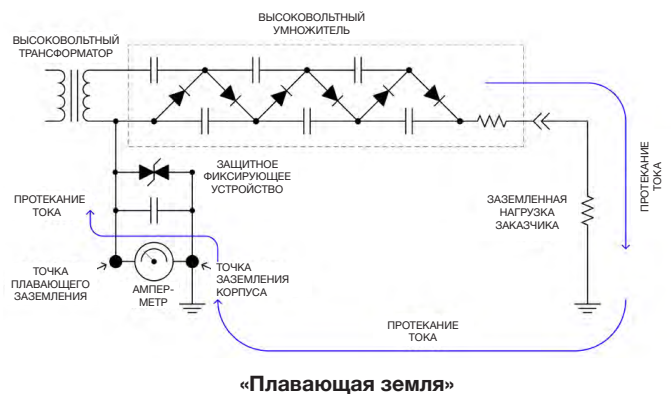 ВЫСОКОВОЛЬТНЫЙ
УМНОЖИТЕЛЬ
ВЫСОКОВОЛЬТНЫЙ
ТРАНСФОРМАТОР
ЗАЩИТНОЕ
ФИКСИРУЮЩЕЕ
УСТРОЙСТВО
ПРОТЕКАНИЕ
ТОКА
ЗАЗЕМЛЕННАЯ
НАГРУЗКА
ЗАКАЗЧИКА
ПРОТЕКАНИЕ
ТОКА
ТОЧКА
ПЛАВАЮЩЕГО
ЗАЗЕМЛЕНИЯ
АМПЕР-
МЕТР
ТОЧКА
ЗАЗЕМЛЕНИЯ
КОРПУСА
ПРОТЕКАНИЕ
ТОКА
«Плавающая земля»